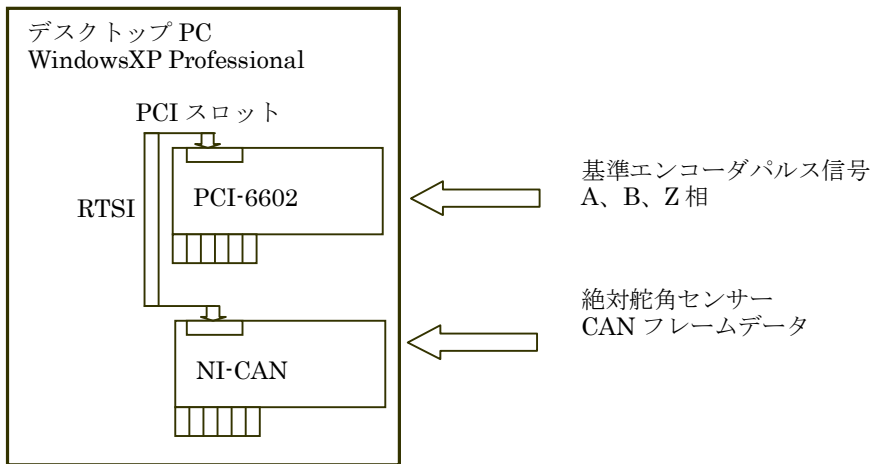 デスクトップ PC
WindowsXP Professional
PCI スロット
RTSI
PCI-6602
基準エンコーダパルス信号
A、B、Z 相
絶対舵角センサー
CAN フレームデータ
NI-CAN